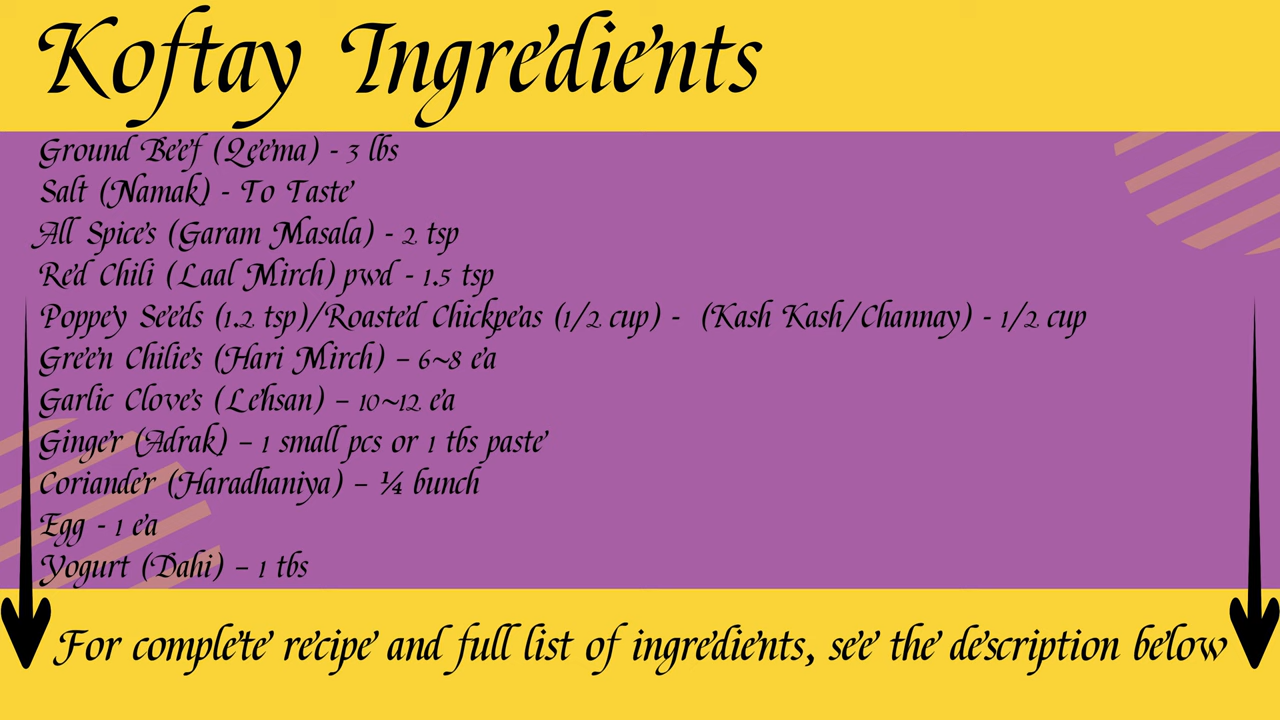 Koftay Ingredients
Ground Beef (Qeema) - 3 lbs
Salt (Namak) - To Taste
All Spices (Garam Masala) - 2 tsp
Red Chili (Laal Mirch) pwd - 1.5 tsp
Poppey Seeds (1.2 tsp)/Roasted Chickpeas (1/2 cup) - (Kash Kash/Channay) - 1/2 cup
Green Chilies (Hari Mirch) – 6~8 ea
Garlic Cloves (Lehsan) – 10~12 ea
Ginger (Adrak) – 1 small pcs or 1 tbs paste
Coriander (Haradhaniya) – ¼ bunch
Egg - 1 ea
Yogurt (Dahi) – 1 tbs
For complete recipe and full list of ingredients, see the description below